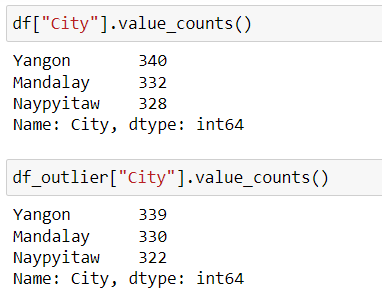 df["City"].value_counts()
Yangon 340
Mandalay 332
Naypyitaw 328
Name: City, dtype: int64
df_outlier["City"].value_counts()
Yangon 339
Mandalay 330
Naypyitaw 322
Name: City, dtype: int64